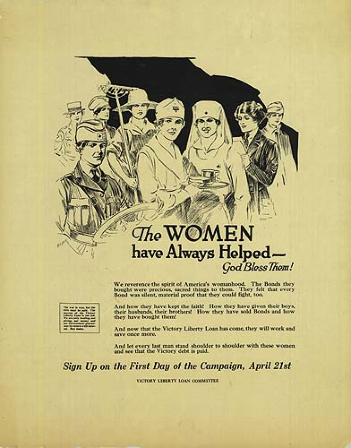 The WOMEN
have Always Helped—
God Bless Them!
We reverence the spirit of America's womanhood. The Bonds they
bought were precious, sacred things to them. They felt that every
Bond was silent, material proof that they could fight, too.
And how they have kept the faith! How they have given their boys,
their husbands, their brothers! How they have sold Bonds and how
they have bought them!
And now that the Victory Liberty Loan has come, they will work and
save once more.
And let every last man stand shoulder to shoulder with these women
and see that the Victory debt is paid.
Sign Up on the First Day of the Campaign, April 21st
VICTORY LIBERTY LOAN COMMITTEE